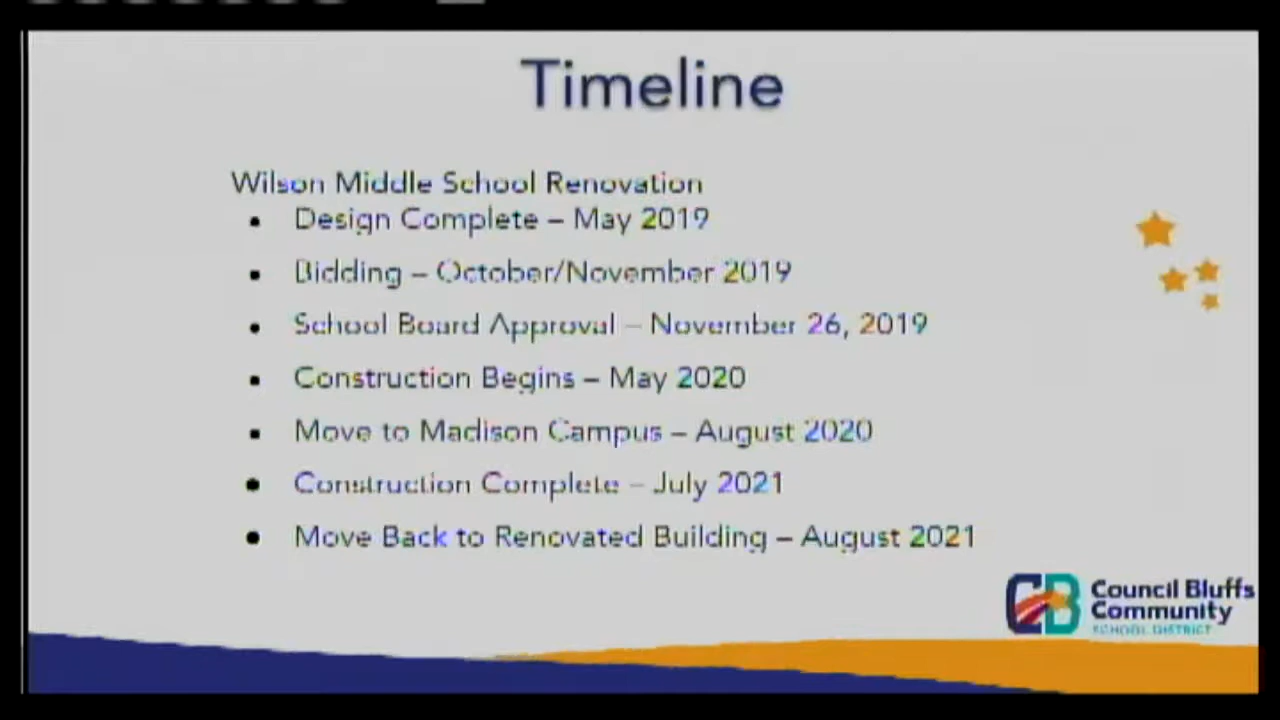 Timeline
Wilson Middle School Renovation
• Design Complete – May 2019
• Bidding – October/November 2019
• School Board Approval – November 26, 2019
• Construction Begins – May 2020
• Move to Madison Campus – August 2020
• Construction Complete – July 2021
• Move Back to Renovated Building – August 2021
CB
Council Bluffs
Community
SCHOOL DISTRICT